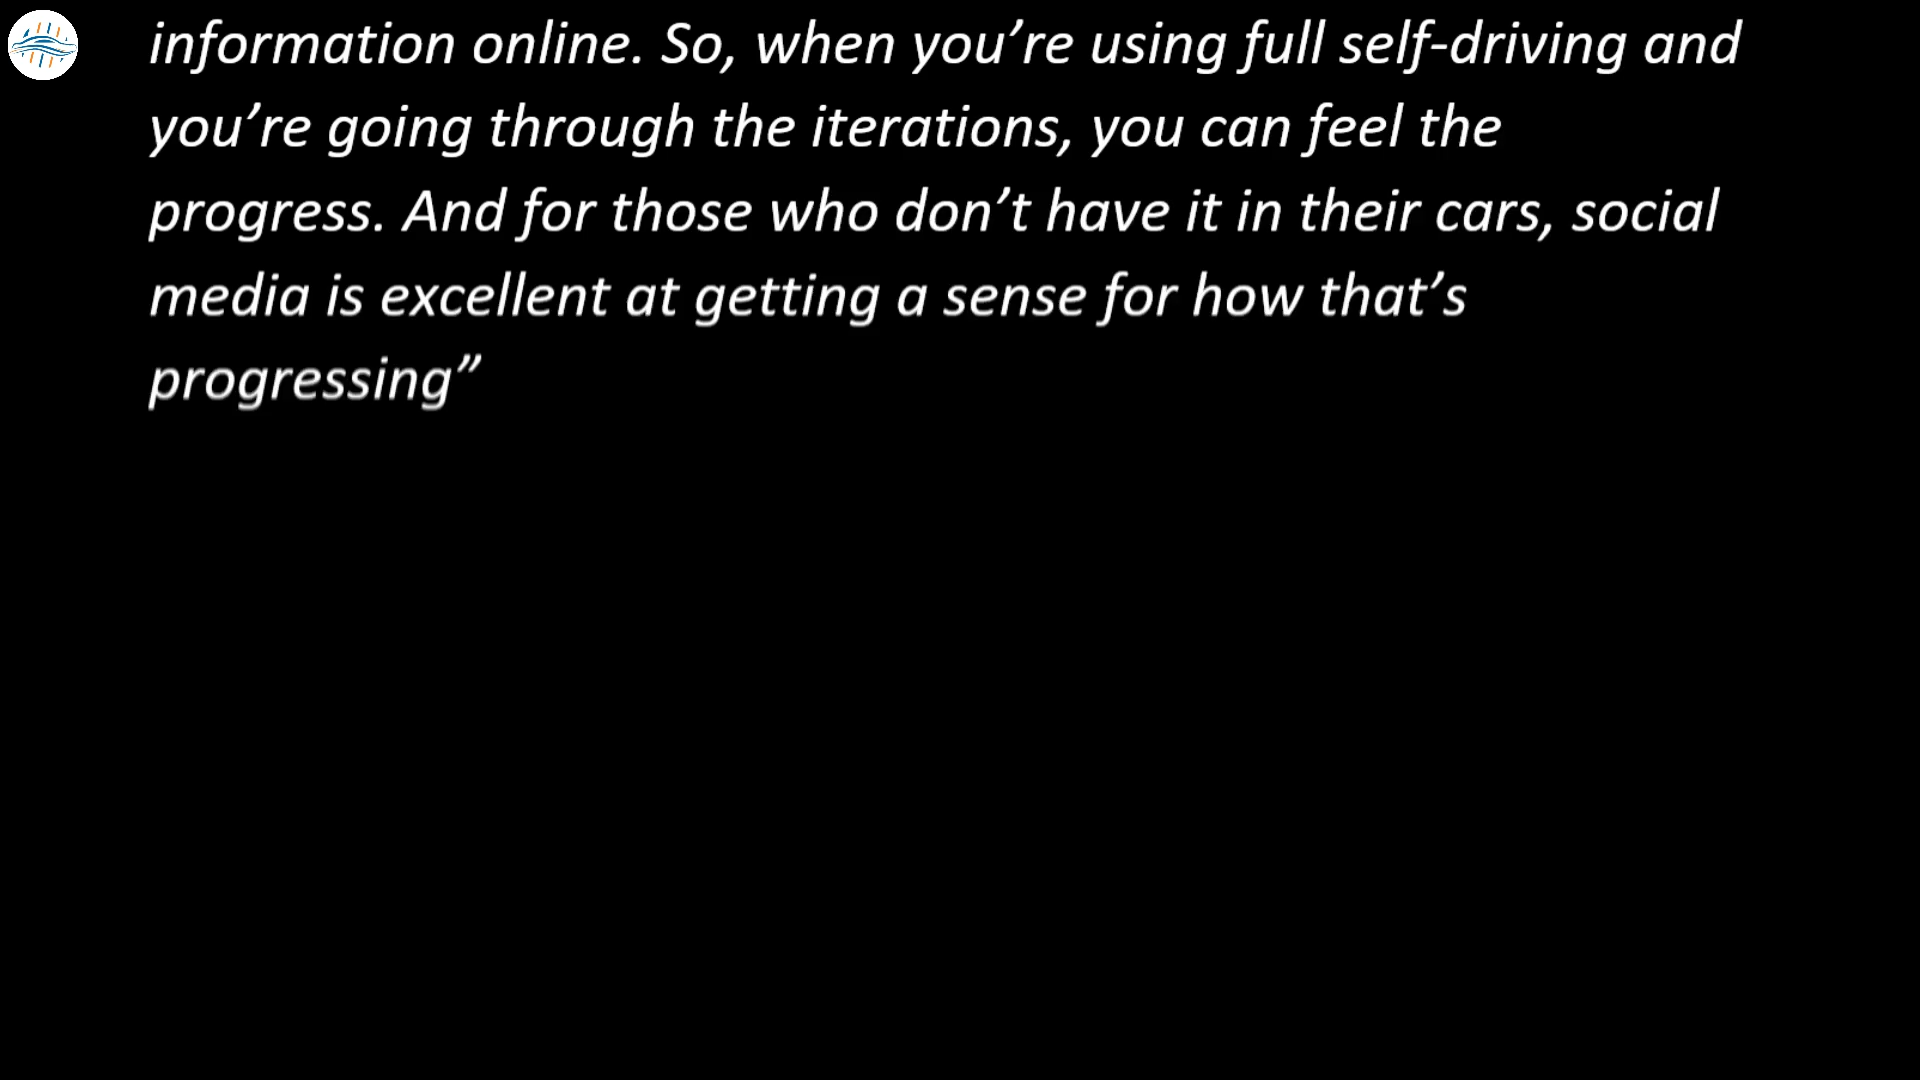 information online. So, when you’re using full self-driving and
you’re going through the iterations, you can feel the
progress. And for those who don’t have it in their cars, social
media is excellent at getting a sense for how that’s
progressing”